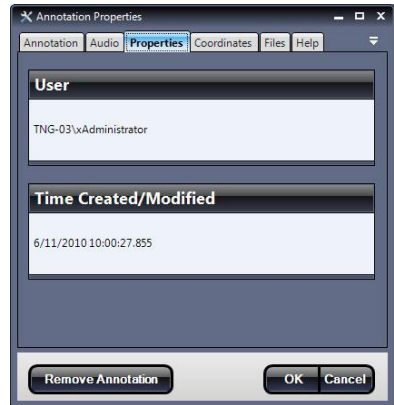 Annotation Properties
Annotation Audio Properties Coordinates Files Help
User
TNG-03\xAdministrator
Time Created/Modified
6/11/2010 10:00:27.855
Remove Annotation OK Cancel